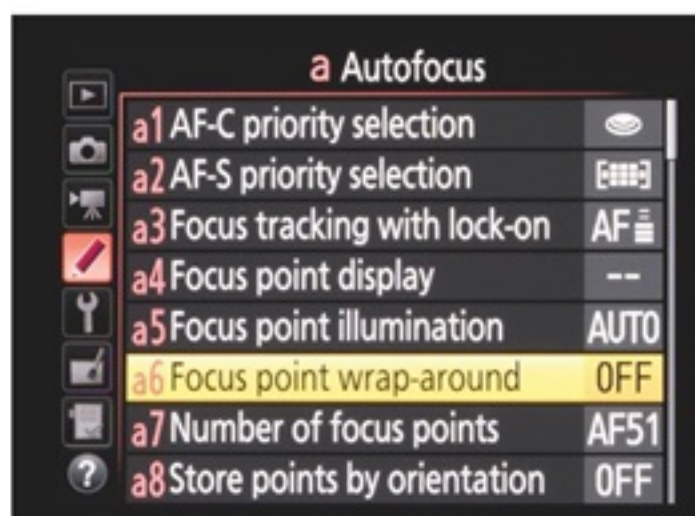 a Autofocus
a1 AF-C priority selection
a2 AF-S priority selection
a3 Focus tracking with lock-on AF
a4 Focus point display --
a5 Focus point illumination AUTO
a6 Focus point wrap-around OFF
a7 Number of focus points AF51
a8 Store points by orientation OFF
?